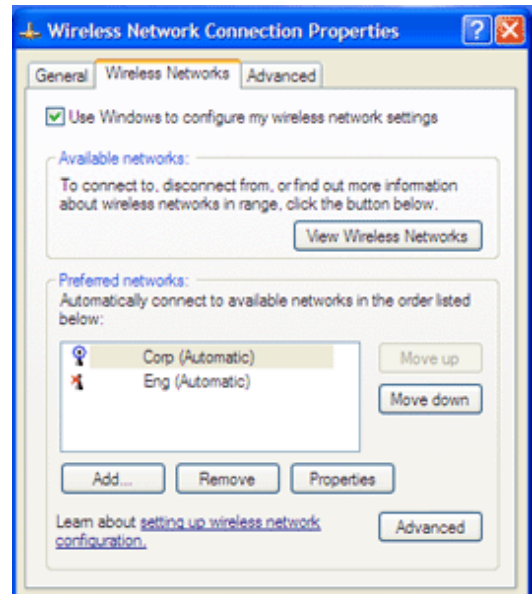 Wireless Network Connection Properties
General Wireless Networks Advanced
Use Windows to configure my wireless network settings
Available networks:
To connect to, disconnect from, or find out more information
about wireless networks in range, click the button below.
View Wireless Networks
Preferred networks:
Automatically connect to available networks in the order listed
below:
Corp (Automatic) Move up
Eng (Automatic)
Move down
Add... Remove Properties
Learn about setting up wireless network
configuration. Advanced